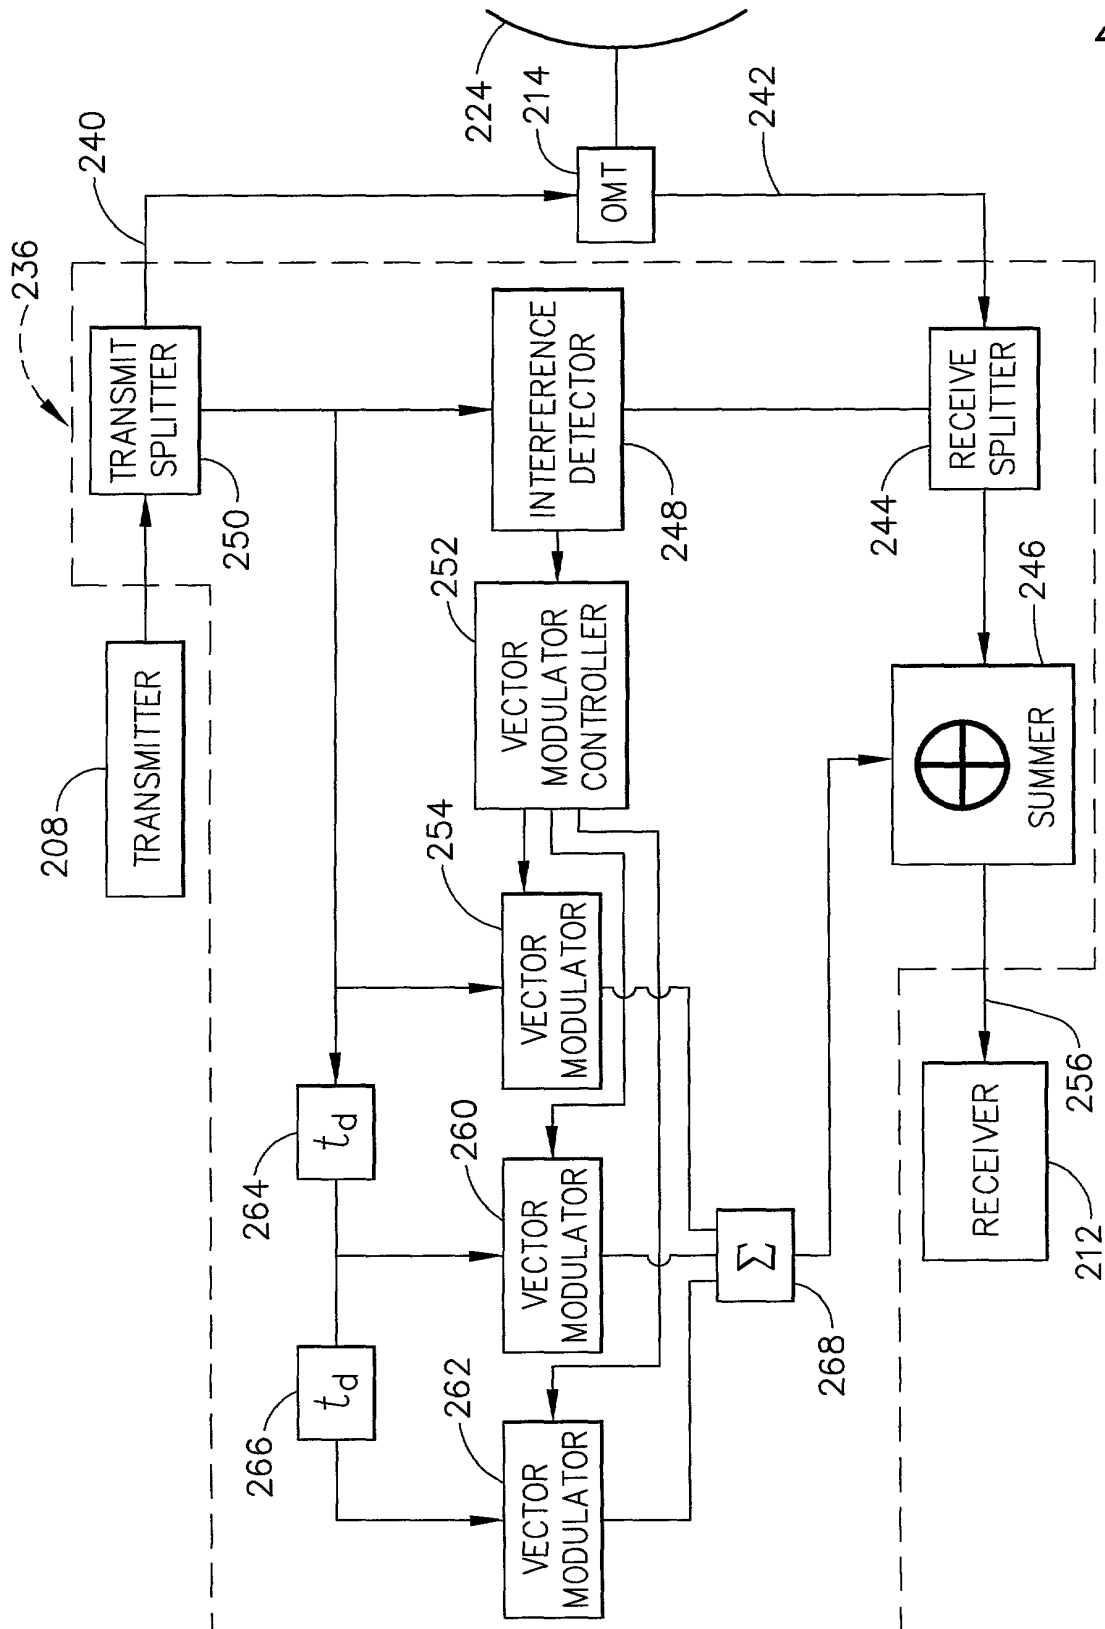 236
240
TRANSMIT
SPLITTER
250
208
TRANSMITTER
224
214
OMT
242
INTERFERENCE
DETECTOR
248
252
VECTOR
MODULATOR
CONTROLLER
254
VECTOR
MODULATOR
264
td
260
VECTOR
MODULATOR
266
td
262
VECTOR
MODULATOR
Σ
268
RECEIVE
SPLITTER
244
246
SUMMER
256
RECEIVER
212